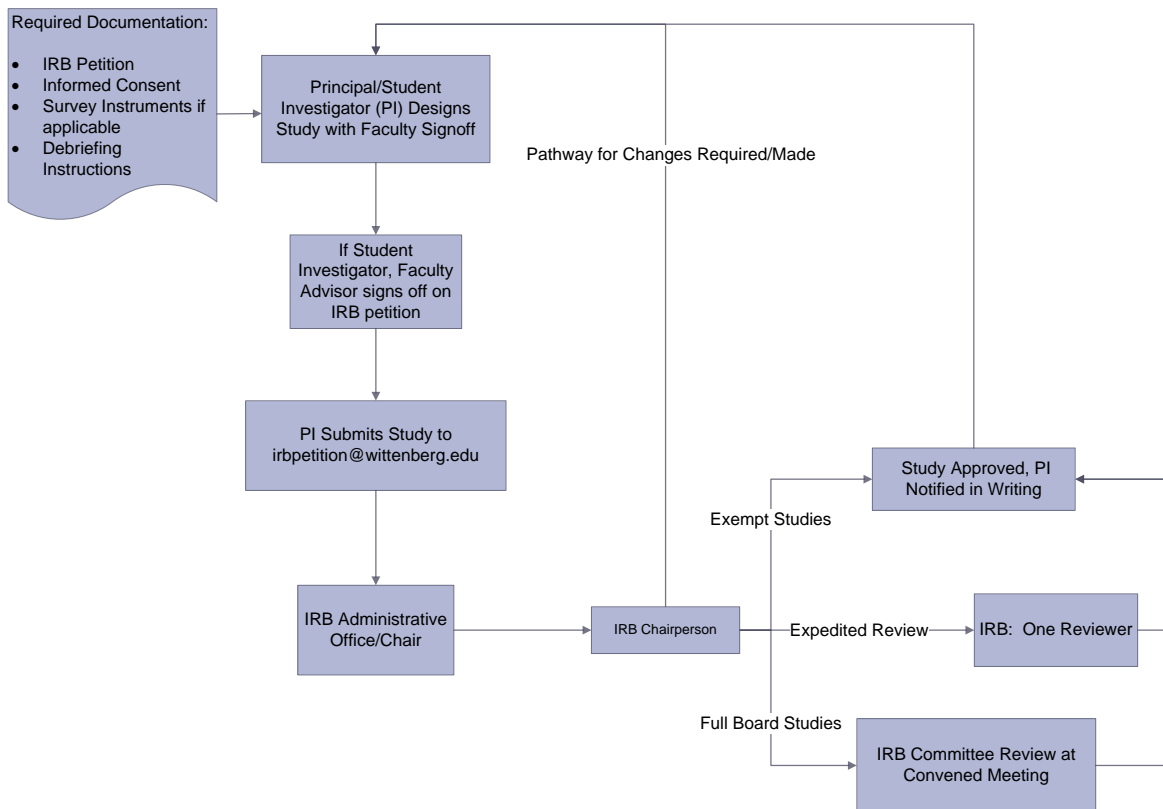 Required Documentation:
• IRB Petition
• Informed Consent
• Survey Instruments if
applicable
• Debriefing
Instructions
Principal/Student
Investigator (PI) Designs
Study with Faculty Signoff
Pathway for Changes Required/Made
If Student
Investigator, Faculty
Advisor signs off on
IRB petition
PI Submits Study to
irbpetition@wittenberg.edu
Study Approved, PI
Notified in Writing
Exempt Studies
IRB Administrative
Office/Chair
IRB Chairperson
Expedited Review
IRB:  One Reviewer
Full Board Studies
IRB Committee Review at
Convened Meeting